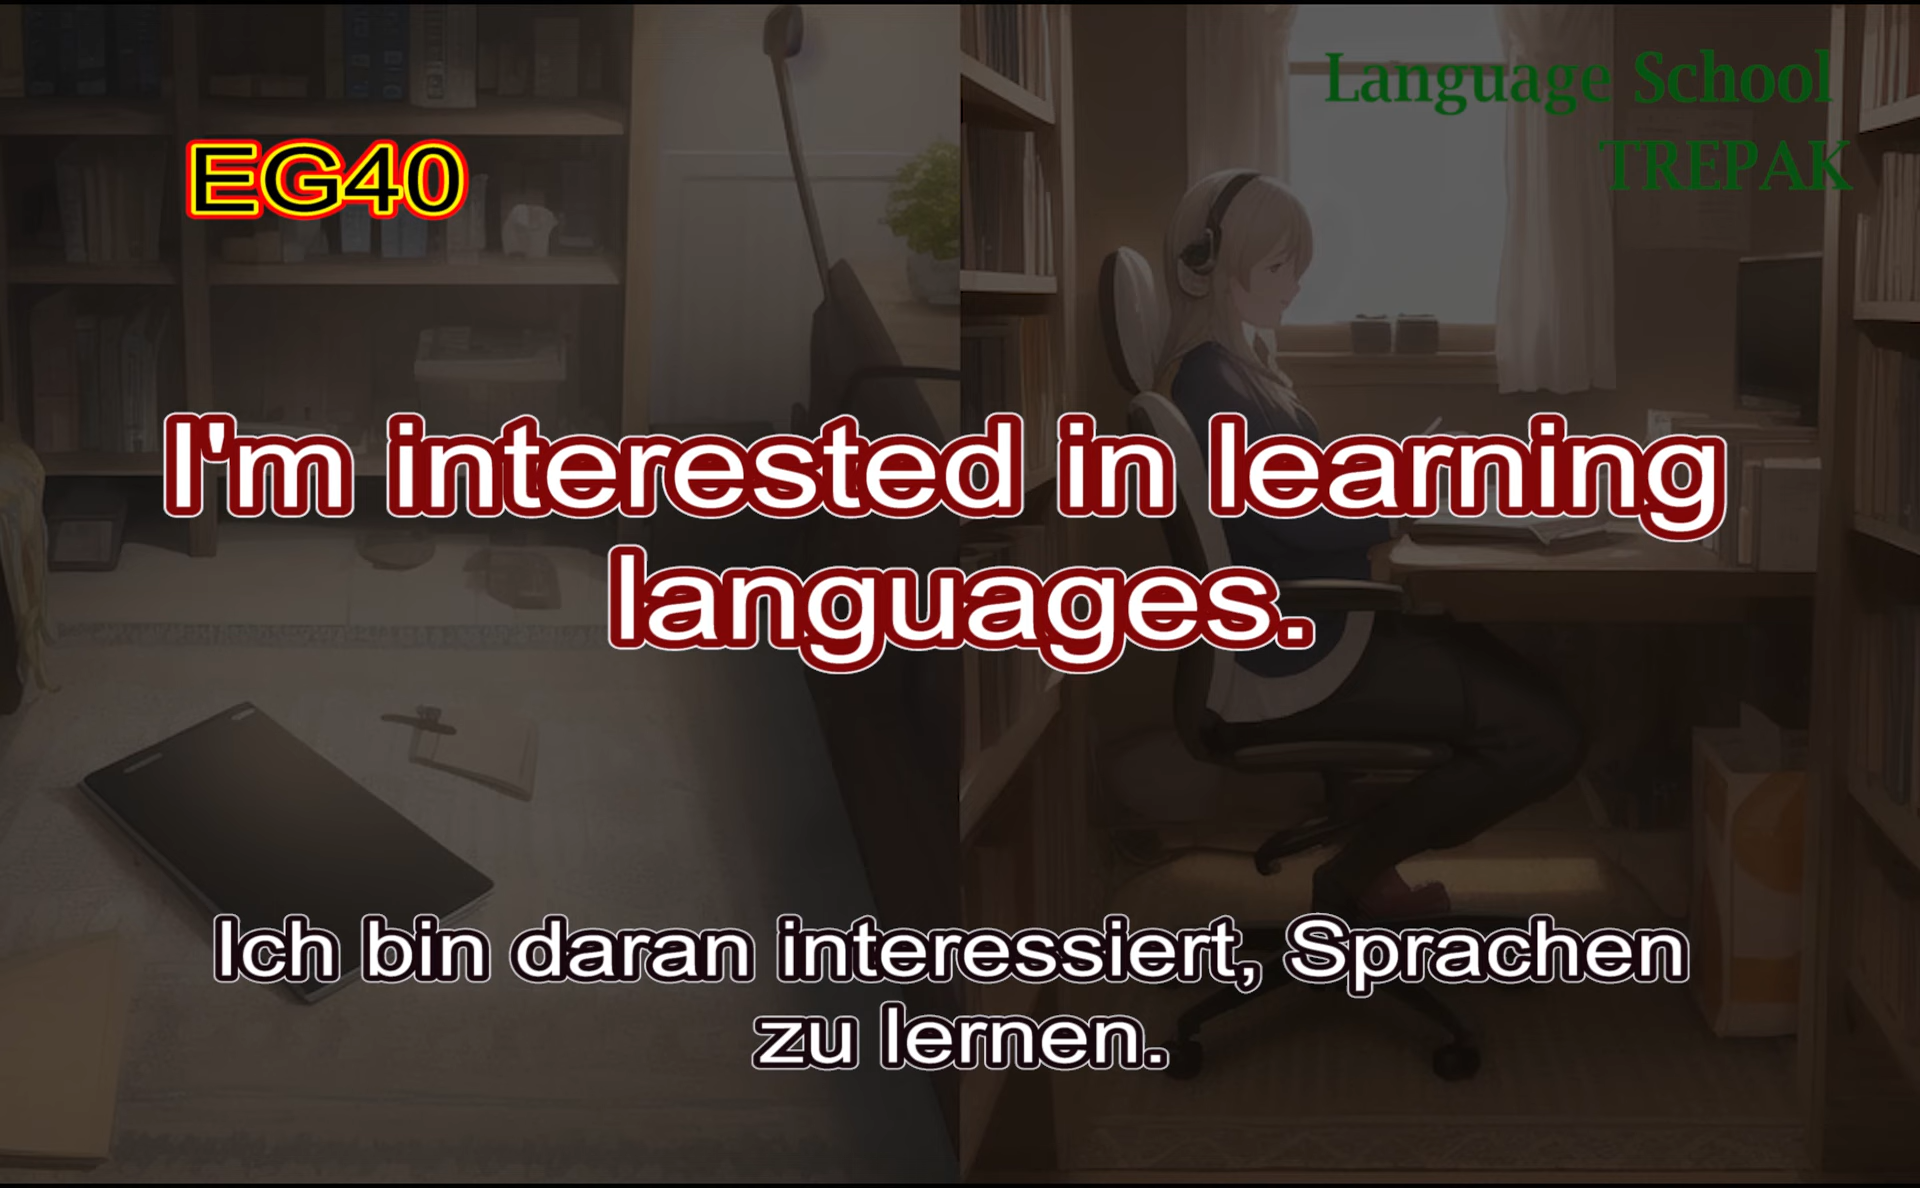 Language School
TREPAK
EG40
I'm interested in learning
languages.
Ich bin daran interessiert, Sprachen
zu lernen.